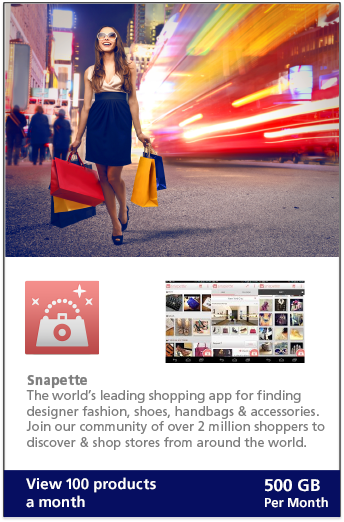 Snapette
The world's leading shopping app for finding
designer fashion, shoes, handbags & accessories.
Join our community of over 2 million shoppers to
discover & shop stores from around the world.
View 100 products
a month
500 GB
Per Month